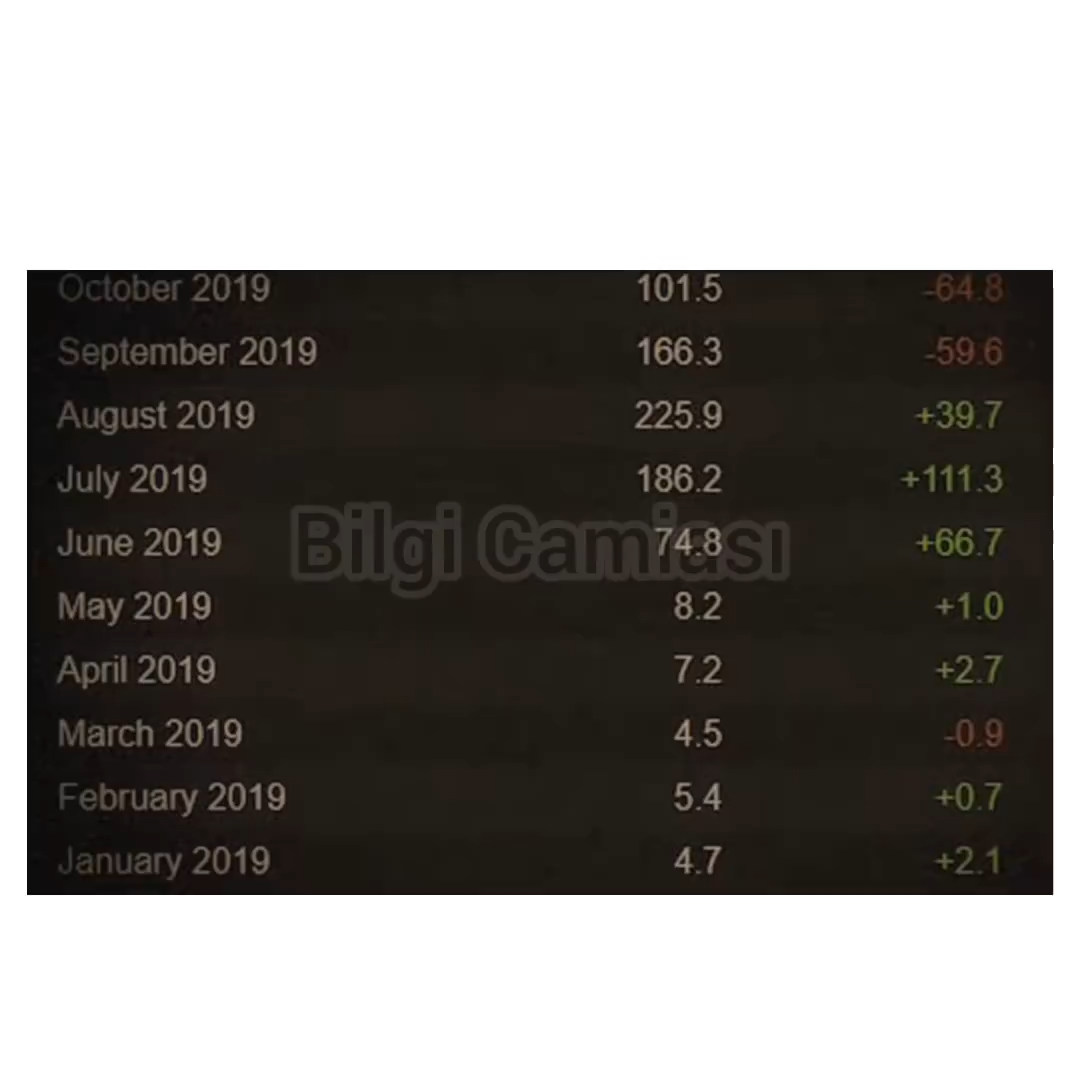 October 2019 101.5 -64.8
September 2019 166.3 -59.6
August 2019 225.9 +39.7
July 2019 186.2 +111.3
Bilgi Camiası
June 2019 74.8 +66.7
May 2019 8.2 +1.0
April 2019 7.2 +2.7
March 2019 4.5 -0.9
February 2019 5.4 +0.7
January 2019 4.7 +2.1